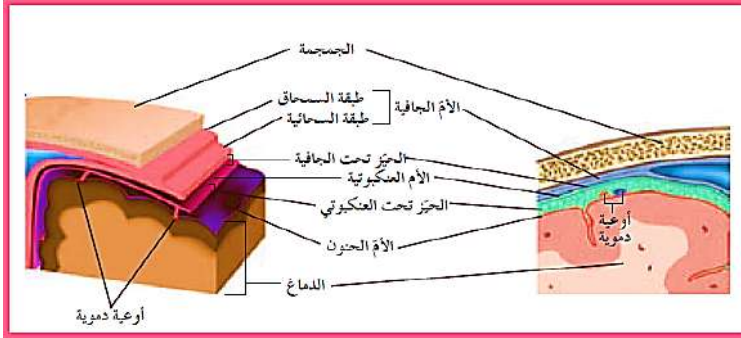 الجمجمة
طبقة السمحاق
الأمّ الجافية
طبقة السحائية
الحيّز تحت الجافية
الأم العنكبوتية
الحيّز تحت العنكبوتي
أوعية
دموية
الأمّ الحنون
الدماغ
أوعية دموية